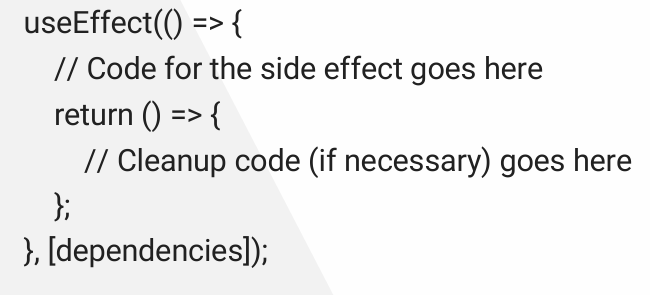 useEffect(() => {
// Code for the side effect goes here
return () => {
// Cleanup code (if necessary) goes here
};
}, [dependencies]);